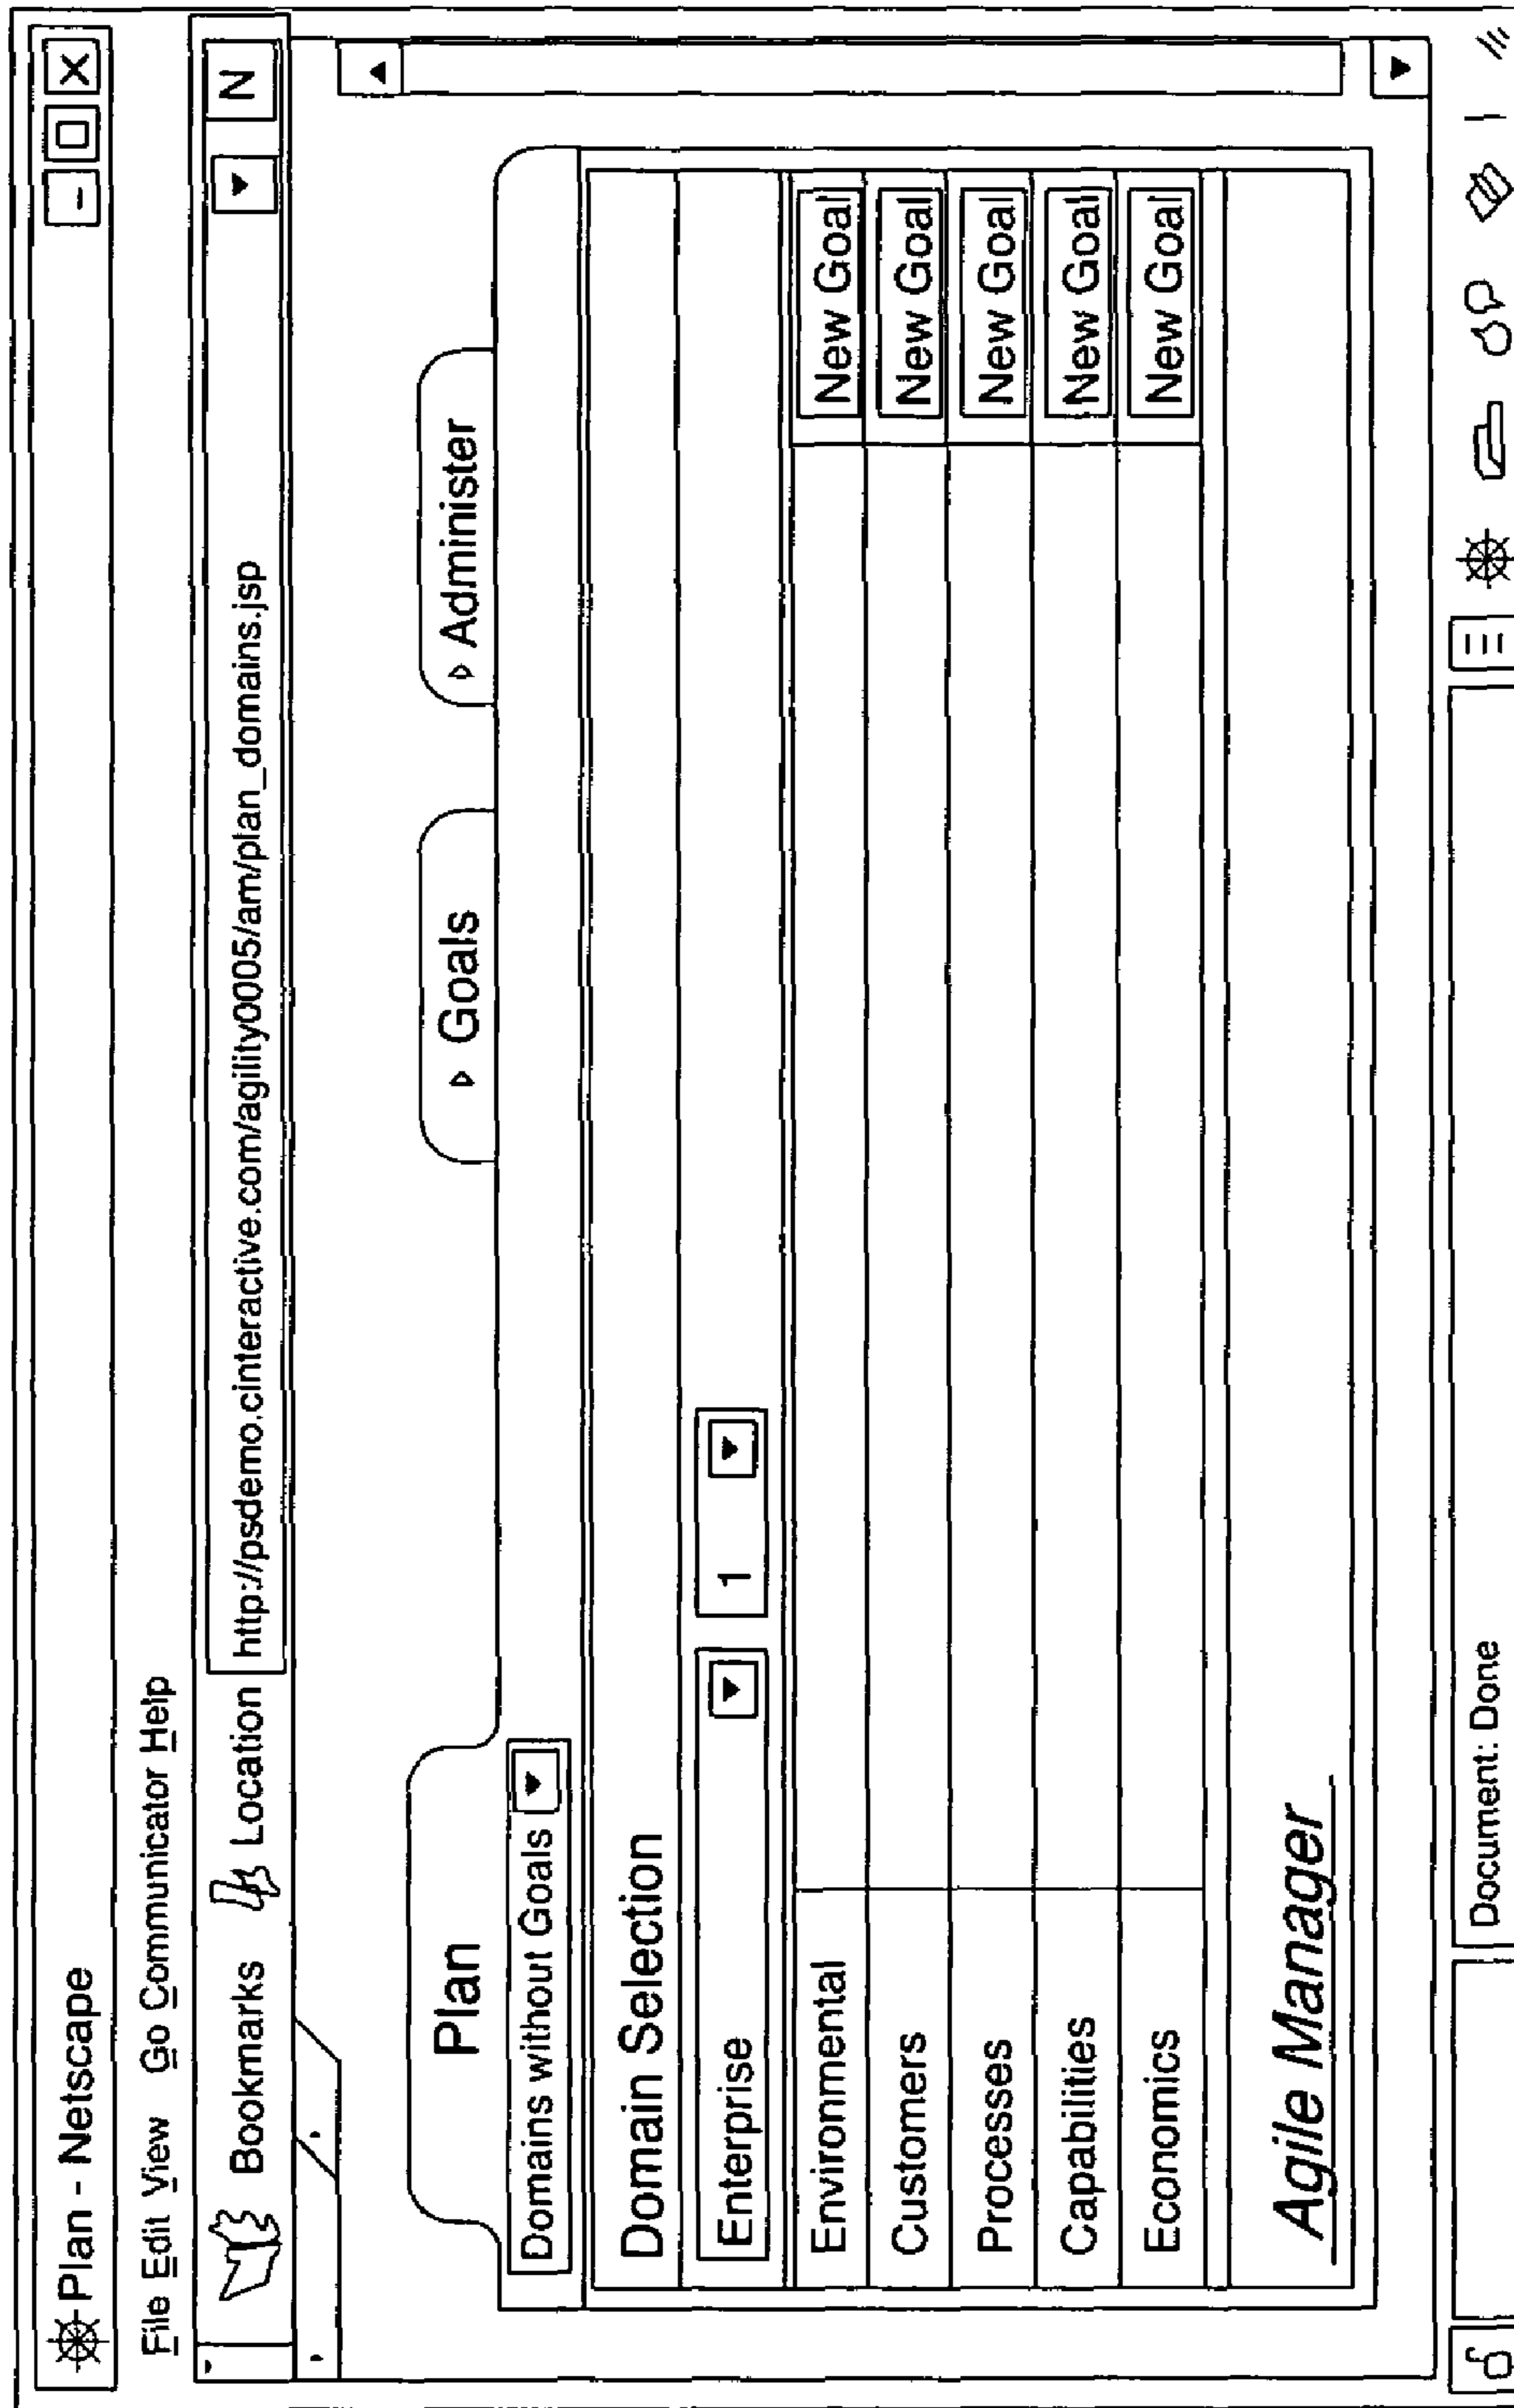 Plan - Netscape
File Edit View Go Communicator Help
Bookmarks Location http://psdemo.cinteractive.com/agility0005/am/plan_domains.jsp N
Plan Goals Administer
Domains without Goals
Domain Selection
Enterprise 1
Environmental New Goal
Customers New Goal
Processes New Goal
Capabilities New Goal
Economics New Goal
Agile Manager
Document: Done